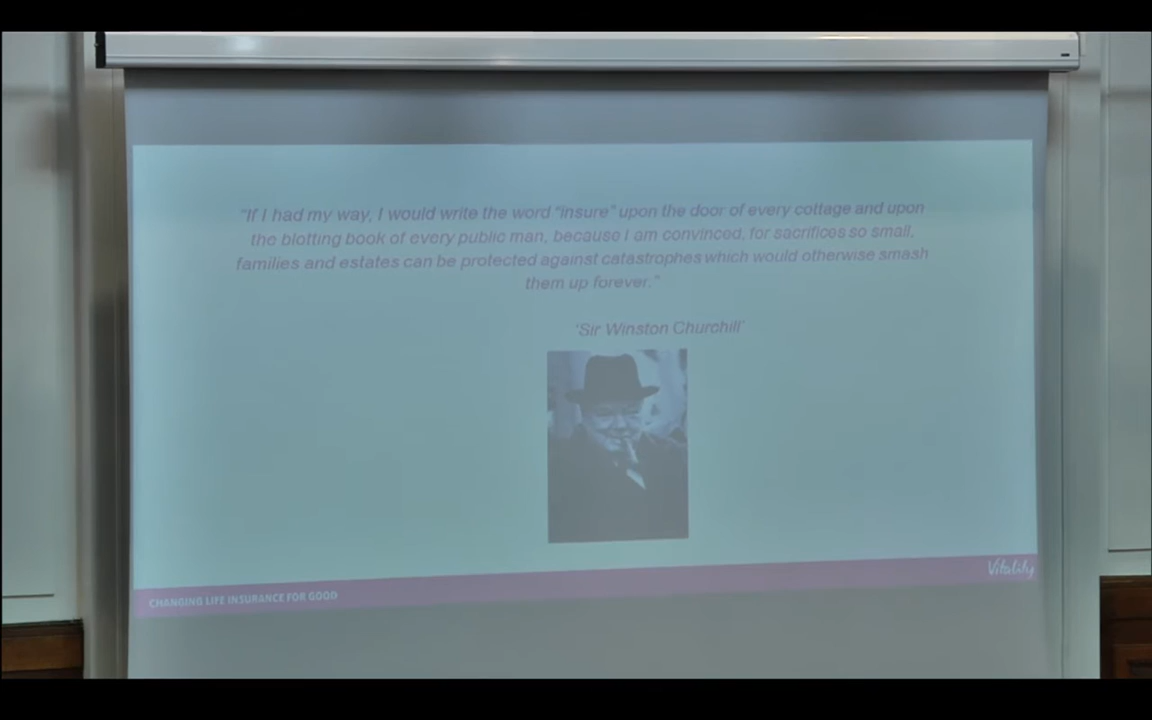 "If I had my way, I would write the word "insure" upon the door of every cottage and upon
the blotting book of every public man, because I am convinced, for sacrifices so small,
families and estates can be protected against catastrophes which would otherwise smash
them up forever."
'Sir Winston Churchill'
CHANGING LIFE INSURANCE FOR GOOD
Vitality